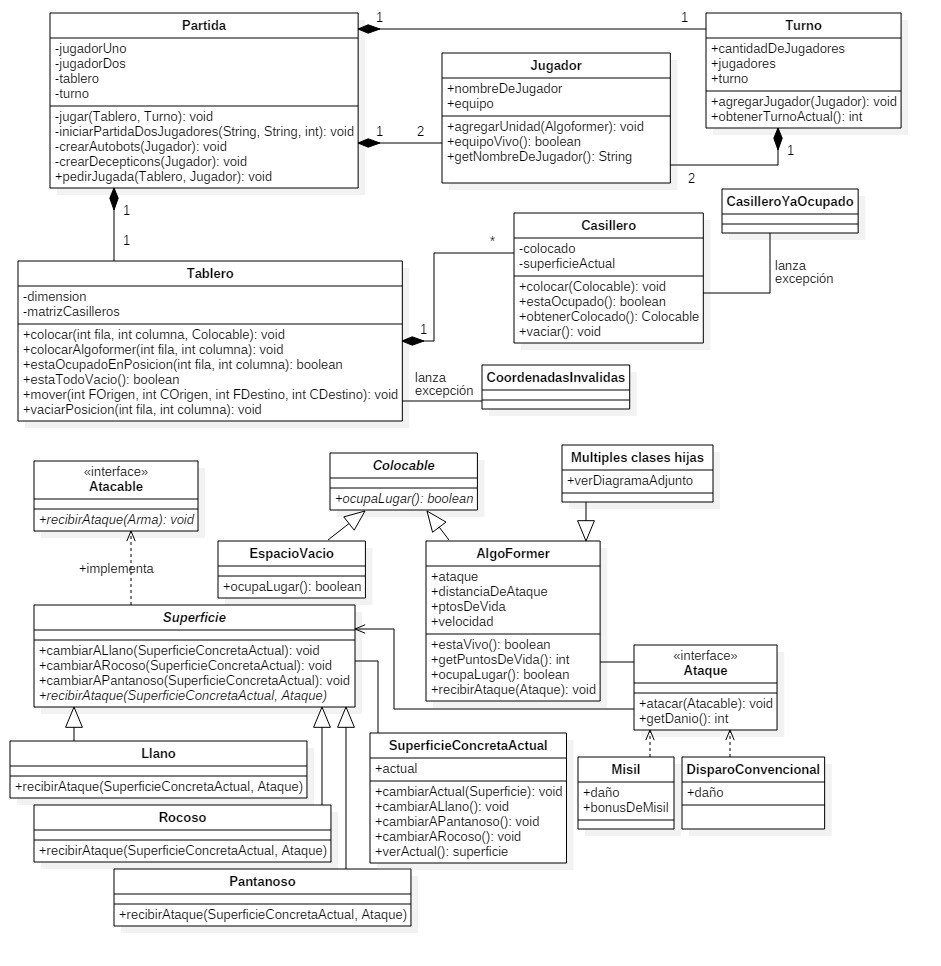 Partida
-jugadorUno
-jugadorDos
-tablero
-turno
-jugar(Tablero, Turno): void
-iniciarPartidaDosJugadores(String, String, int): void
-crearAutobots(Jugador): void
-crearDecepticons(Jugador): void
+pedirJugada(Tablero, Jugador): void
1
1
Turno
+cantidadDeJugadores
+jugadores
+turno
+agregarJugador(Jugador): void
+obtenerTurnoActual(): int
1
2
Jugador
+nombreDeJugador
+equipo
+agregarUnidad(Algoformer): void
+equipoVivo(): boolean
+getNombreDeJugador(): String
1
2
1
1
Tablero
-dimension
-matrizCasilleros
+colocar(int fila, int columna, Colocable): void
+colocarAlgoformer(int fila, int columna): void
+estaOcupadoEnPosicion(int fila, int columna): boolean
+estaTodoVacio(): boolean
+mover(int FOrigen, int COrigen, int FDestino, int CDestino): void
+vaciarPosicion(int fila, int columna): void
1
*
Casillero
-colocado
-superficieActual
+colocar(Colocable): void
+estaOcupado(): boolean
+obtenerColocado(): Colocable
+vaciar(): void
CasilleroYaOcupado
lanza
excepción
lanza
excepción
CoordenadasInvalidas
«interface»
Atacable
+recibirAtaque(Arma): void
+implementa
Colocable
+ocupaLugar(): boolean
Multiples clases hijas
+verDiagramaAdjunto
EspacioVacio
+ocupaLugar(): boolean
AlgoFormer
+ataque
+distanciaDeAtaque
+ptosDeVida
+velocidad
+estaVivo(): boolean
+getPuntosDeVida(): int
+ocupaLugar(): boolean
+recibirAtaque(Ataque): void
Superficie
+cambiarALlano(SuperficieConcretaActual): void
+cambiarARocoso(SuperficieConcretaActual): void
+cambiarAPantanoso(SuperficieConcretaActual): void
+recibirAtaque(SuperficieConcretaActual, Ataque)
«interface»
Ataque
+atacar(Atacable): void
+getDanio(): int
Llano
+recibirAtaque(SuperficieConcretaActual, Ataque)
SuperficieConcretaActual
+actual
+cambiarActual(Superficie): void
+cambiarALlano(): void
+cambiarAPantanoso(): void
+cambiarARocoso(): void
+verActual(): superficie
Misil
+daño
+bonusDeMisil
DisparoConvencional
+daño
Rocoso
+recibirAtaque(SuperficieConcretaActual, Ataque)
Pantanoso
+recibirAtaque(SuperficieConcretaActual, Ataque)